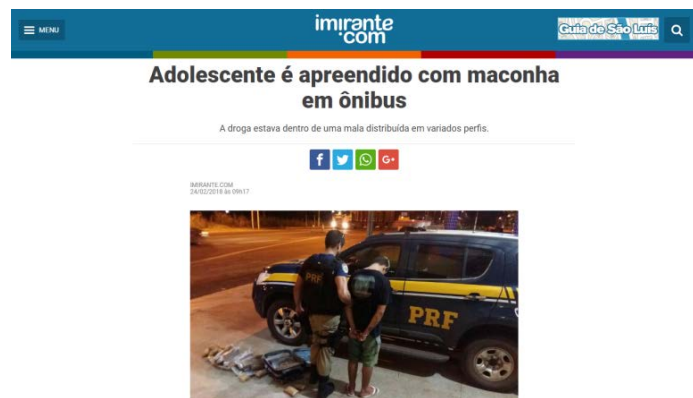 MENU
imirante
.com
Guia de São Luís
Adolescente é apreendido com maconha
em ônibus
A droga estava dentro de uma mala distribuída em variados perfis.
f
G+
IMIRANTE.COM
24/02/2018 às 09h17
PRF
PRF